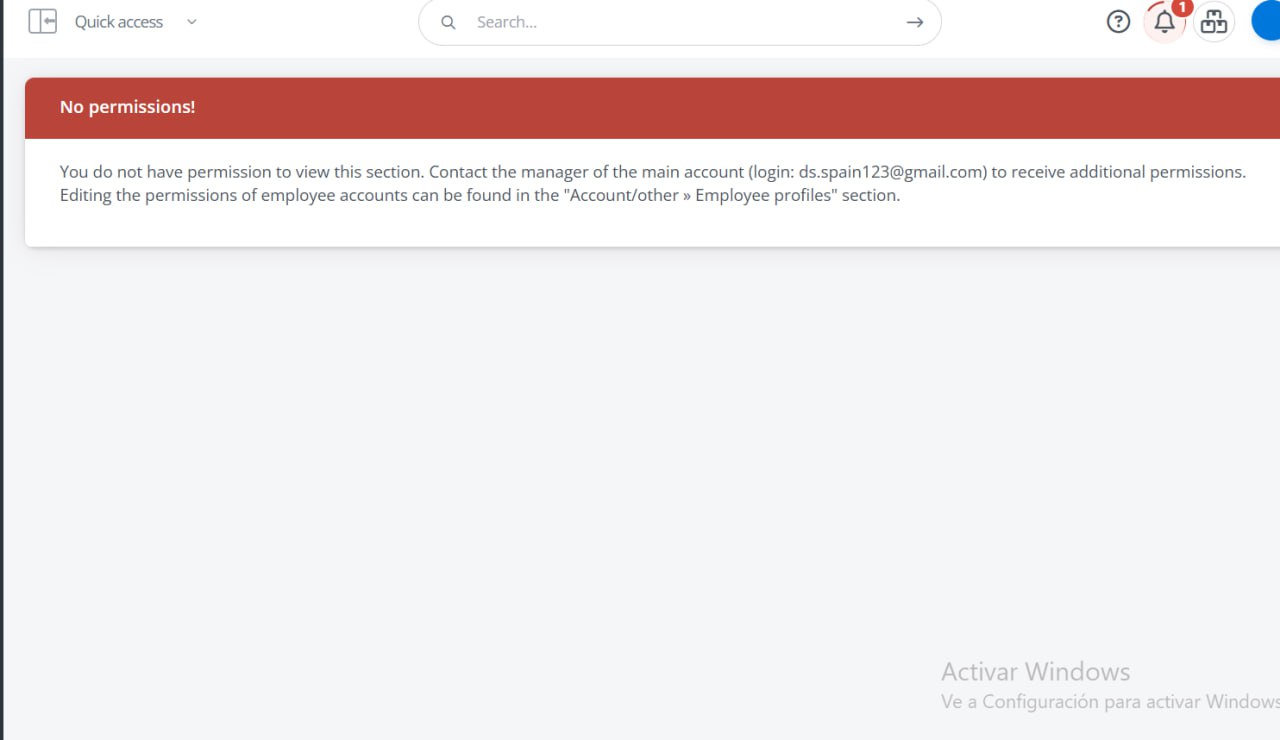 Quick access
Search...
1
No permissions!
You do not have permission to view this section. Contact the manager of the main account (login: ds.spain123@gmail.com) to receive additional permissions.
Editing the permissions of employee accounts can be found in the "Account/other » Employee profiles" section.
Activar Windows
Ve a Configuración para activar Windows